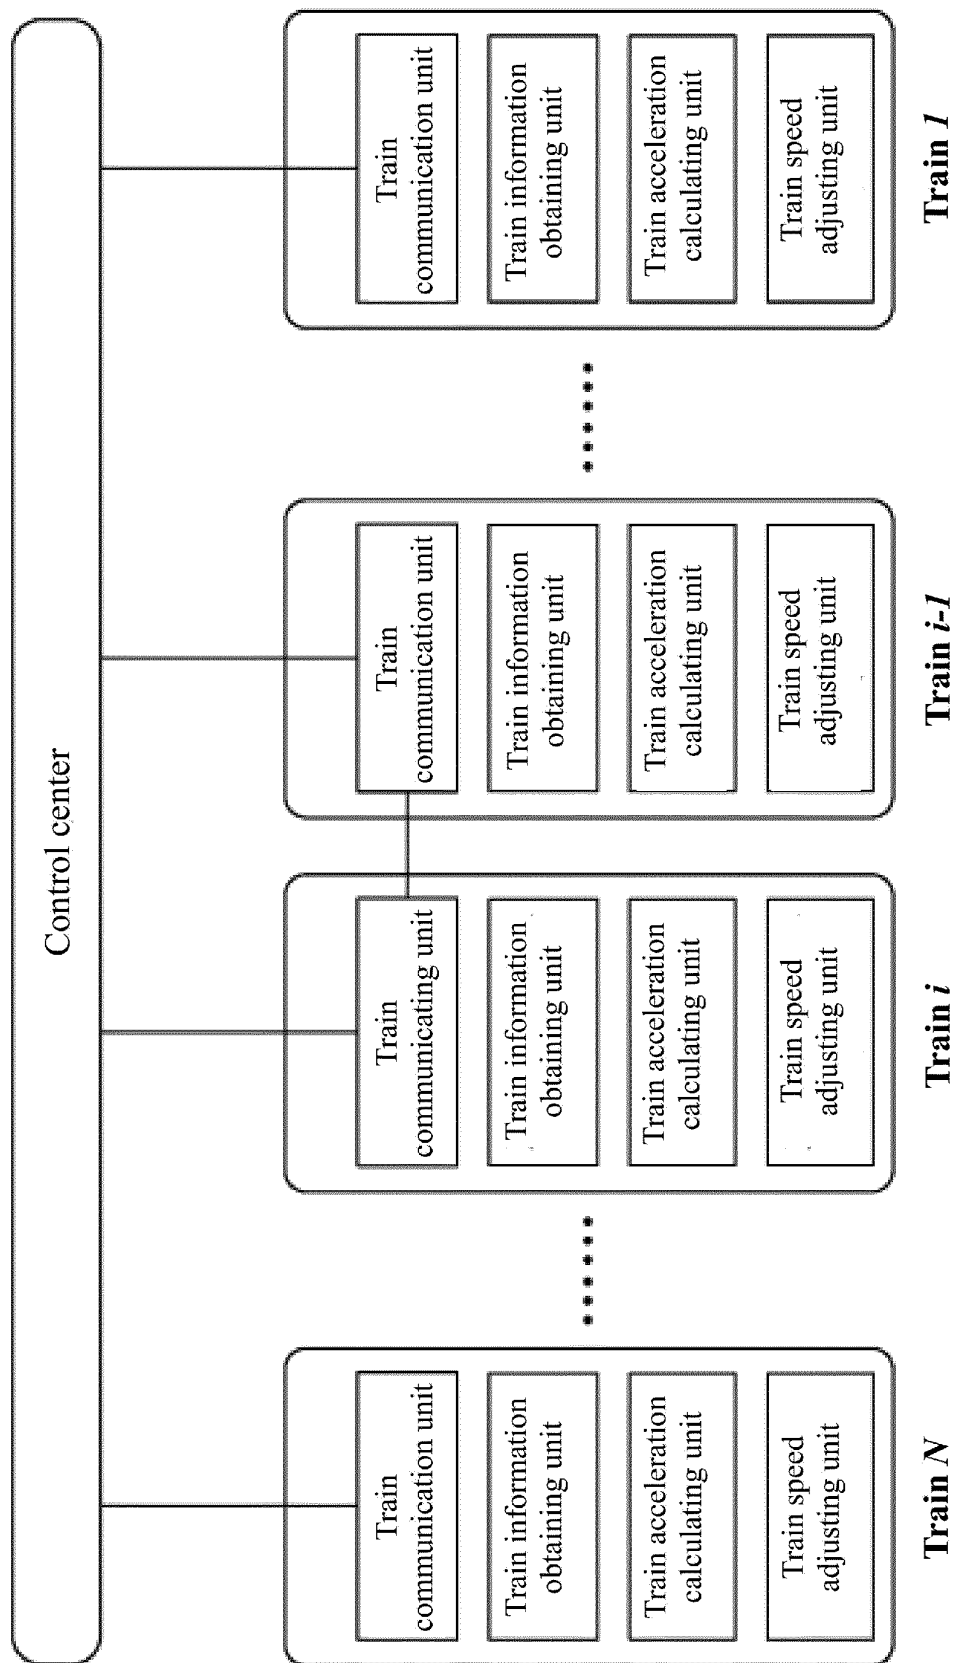 Control center
Train
communication unit
Train information
obtaining unit
Train acceleration
calculating unit
Train speed
adjusting unit
Train N
Train
communicating unit
Train information
obtaining unit
Train acceleration
calculating unit
Train speed
adjusting unit
Train i
Train
communication unit
Train information
obtaining unit
Train acceleration
calculating unit
Train speed
adjusting unit
Train i-1
Train
communication unit
Train information
obtaining unit
Train acceleration
calculating unit
Train speed
adjusting unit
Train 1